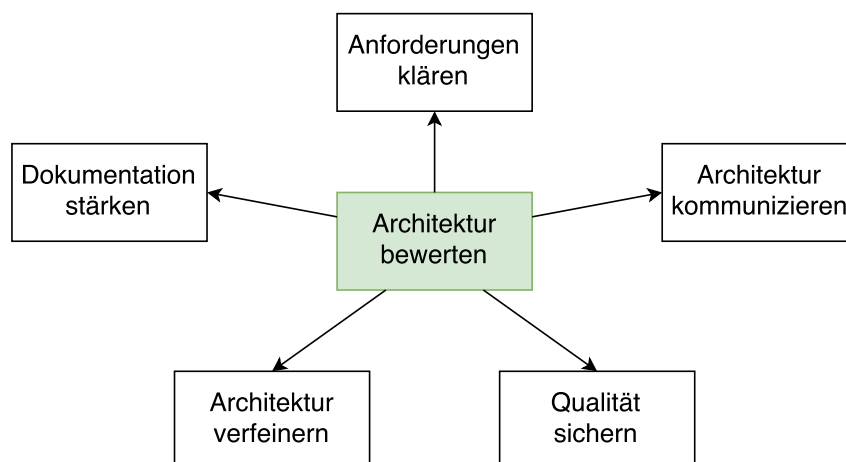 Anforderungen
klären
Dokumentation
stärken
Architektur
kommunizieren
Architektur
bewerten
Architektur
verfeinern
Qualität
sichern